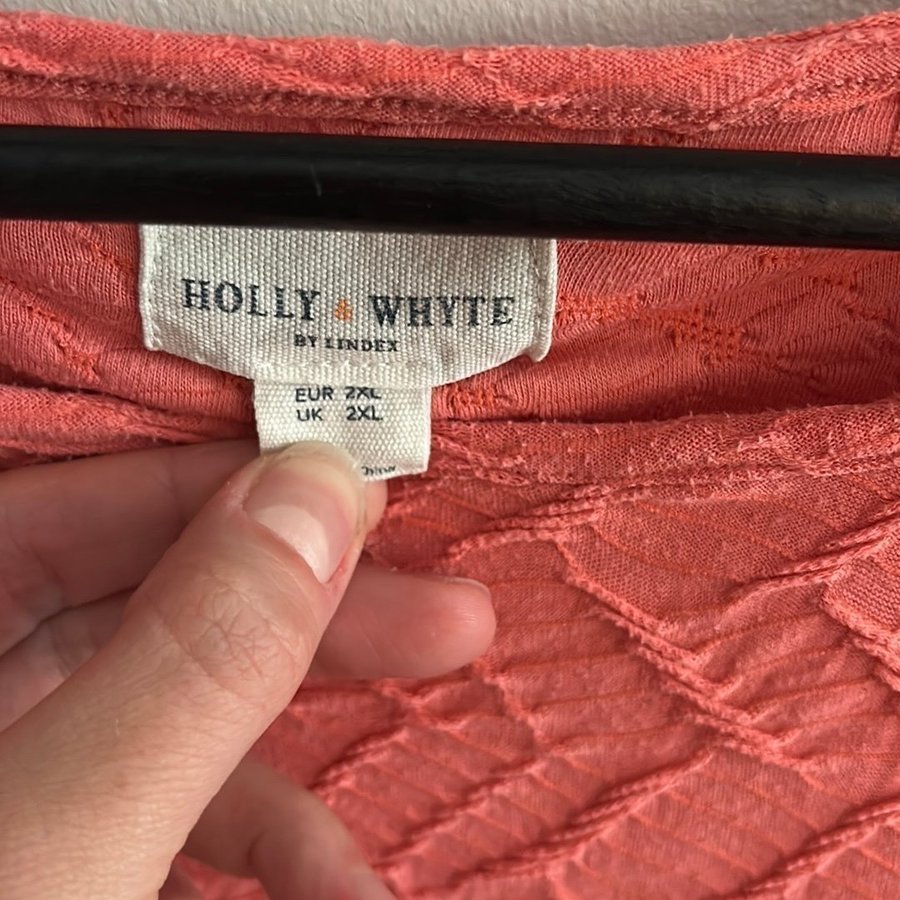 HOLLY & WHYTE
BY LINDEX
EUR 2XL
UK 2XL